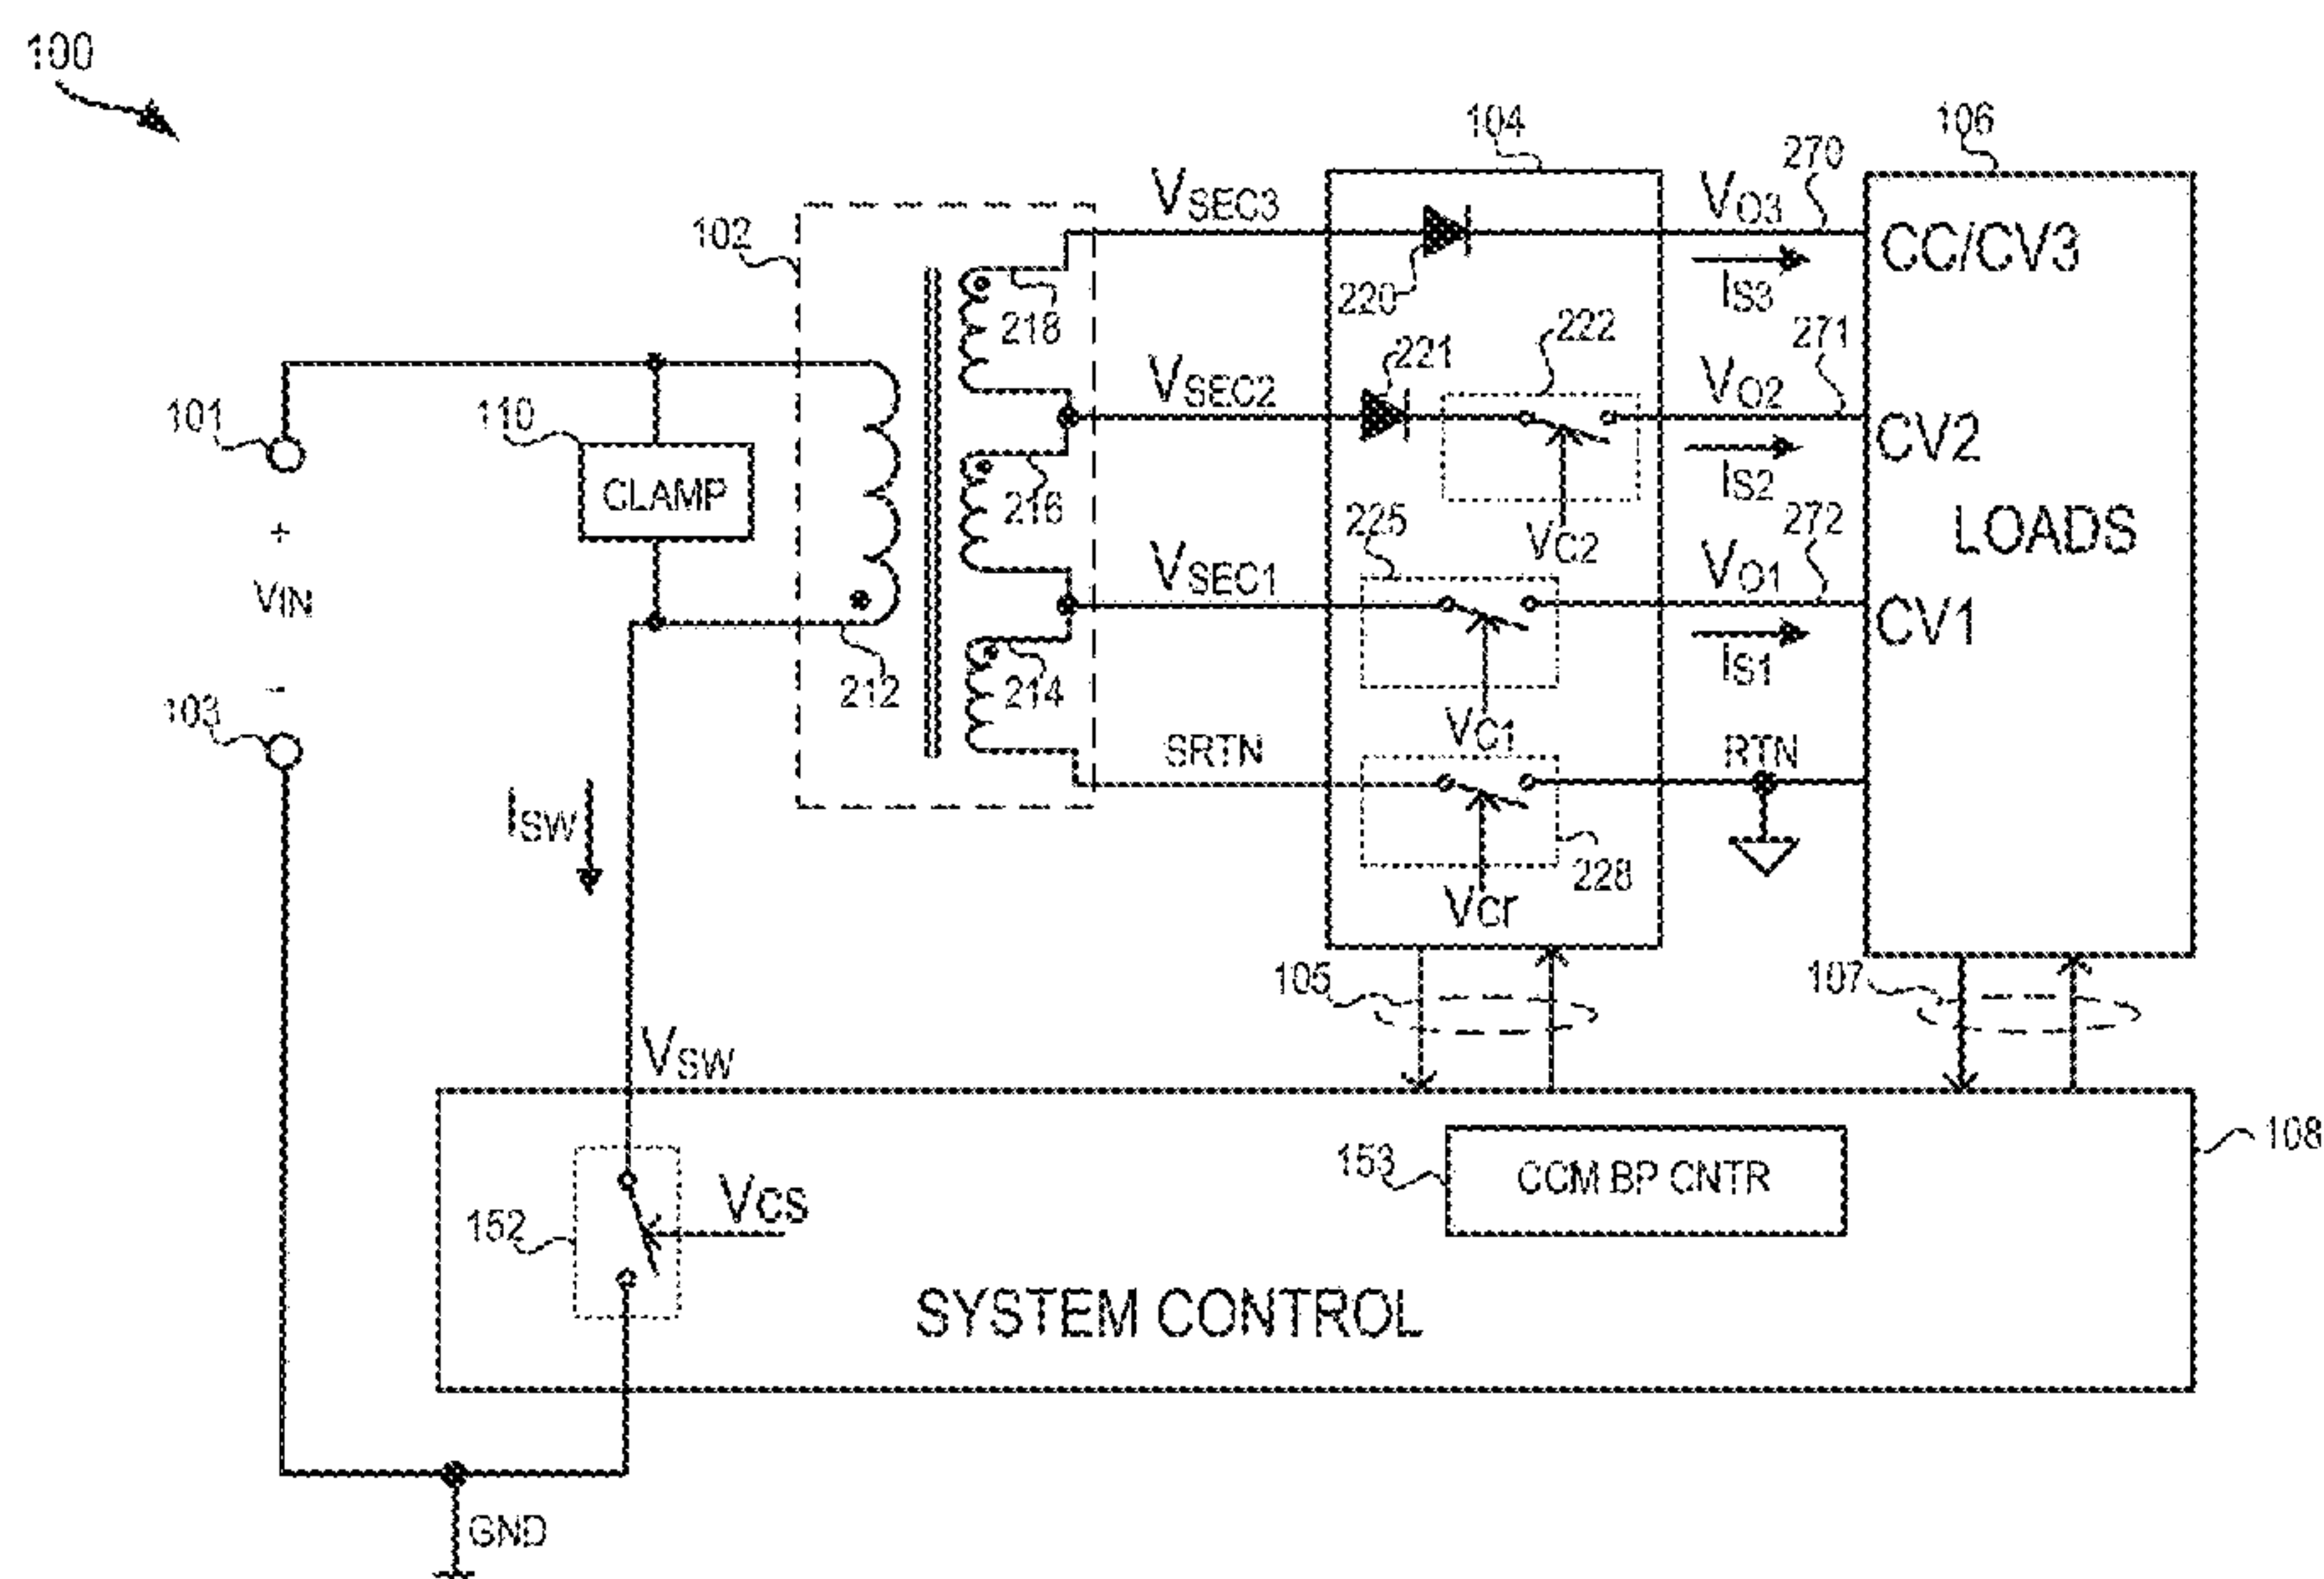 100
104
106
270
VSEC3
VO3
102
CC/CV3
220
IS3
218
222
271
221
VSEC2
VO2
101
110
CV2
CLAMP
216
IS2
225
272
+
VC2
LOADS
VIN
VSEC1
VO1
CV1
IS1
-
212
214
103
VC1
SRTN
RTN
ISW
228
Vcr
105
107
VSW
108
153
CCM BP CNTR
152
VCS
SYSTEM CONTROL
GND